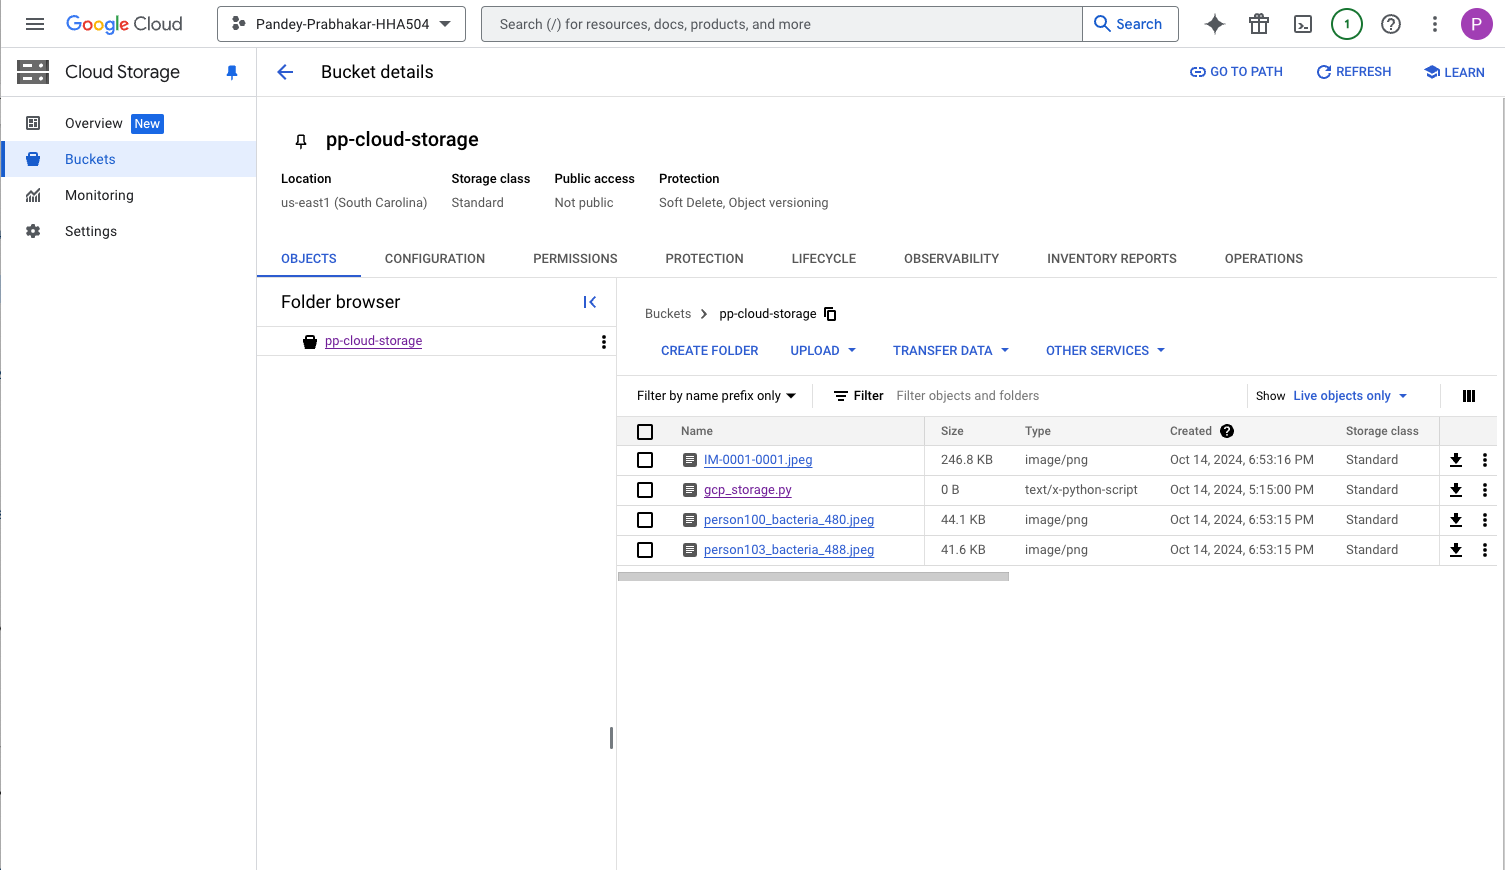 Google Cloud
Pandey-Prabhakar-HHA504
Search (/) for resources, docs, products, and more
Search
1
P
Cloud Storage
Bucket details
GO TO PATH
REFRESH
LEARN
Overview New
Buckets
Monitoring
Settings
pp-cloud-storage
Location Storage class Public access Protection
us-east1 (South Carolina) Standard Not public Soft Delete, Object versioning
OBJECTS CONFIGURATION PERMISSIONS PROTECTION LIFECYCLE OBSERVABILITY INVENTORY REPORTS OPERATIONS
Folder browser
pp-cloud-storage
Buckets pp-cloud-storage
CREATE FOLDER UPLOAD TRANSFER DATA OTHER SERVICES
Filter by name prefix only Filter Filter objects and folders Show Live objects only
Name Size Type Created Storage class
IM-0001-0001.jpeg 246.8 KB image/png Oct 14, 2024, 6:53:16 PM Standard
gcp_storage.py 0 B text/x-python-script Oct 14, 2024, 5:15:00 PM Standard
person100_bacteria_480.jpeg 44.1 KB image/png Oct 14, 2024, 6:53:15 PM Standard
person103_bacteria_488.jpeg 41.6 KB image/png Oct 14, 2024, 6:53:15 PM Standard